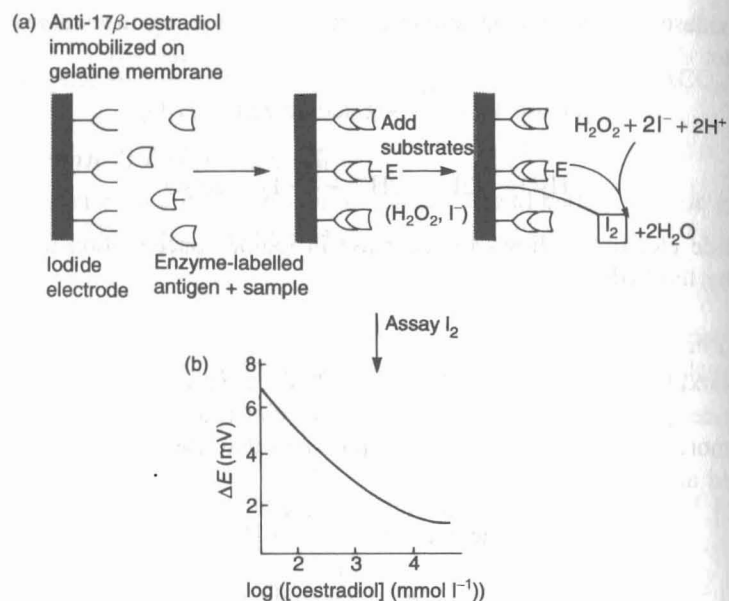 (a) Anti-17β-oestradiol
immobilized on
gelatine membrane
Add
substrates
E
(H₂O₂, I⁻)
E
H₂O₂ + 2I⁻ + 2H⁺
I₂ +2H₂O
Iodide
electrode
Enzyme-labelled
antigen + sample
Assay I₂
(b)
ΔE (mV)
8
6
4
2
2 3 4
log ([oestradiol] (mmol l⁻¹))